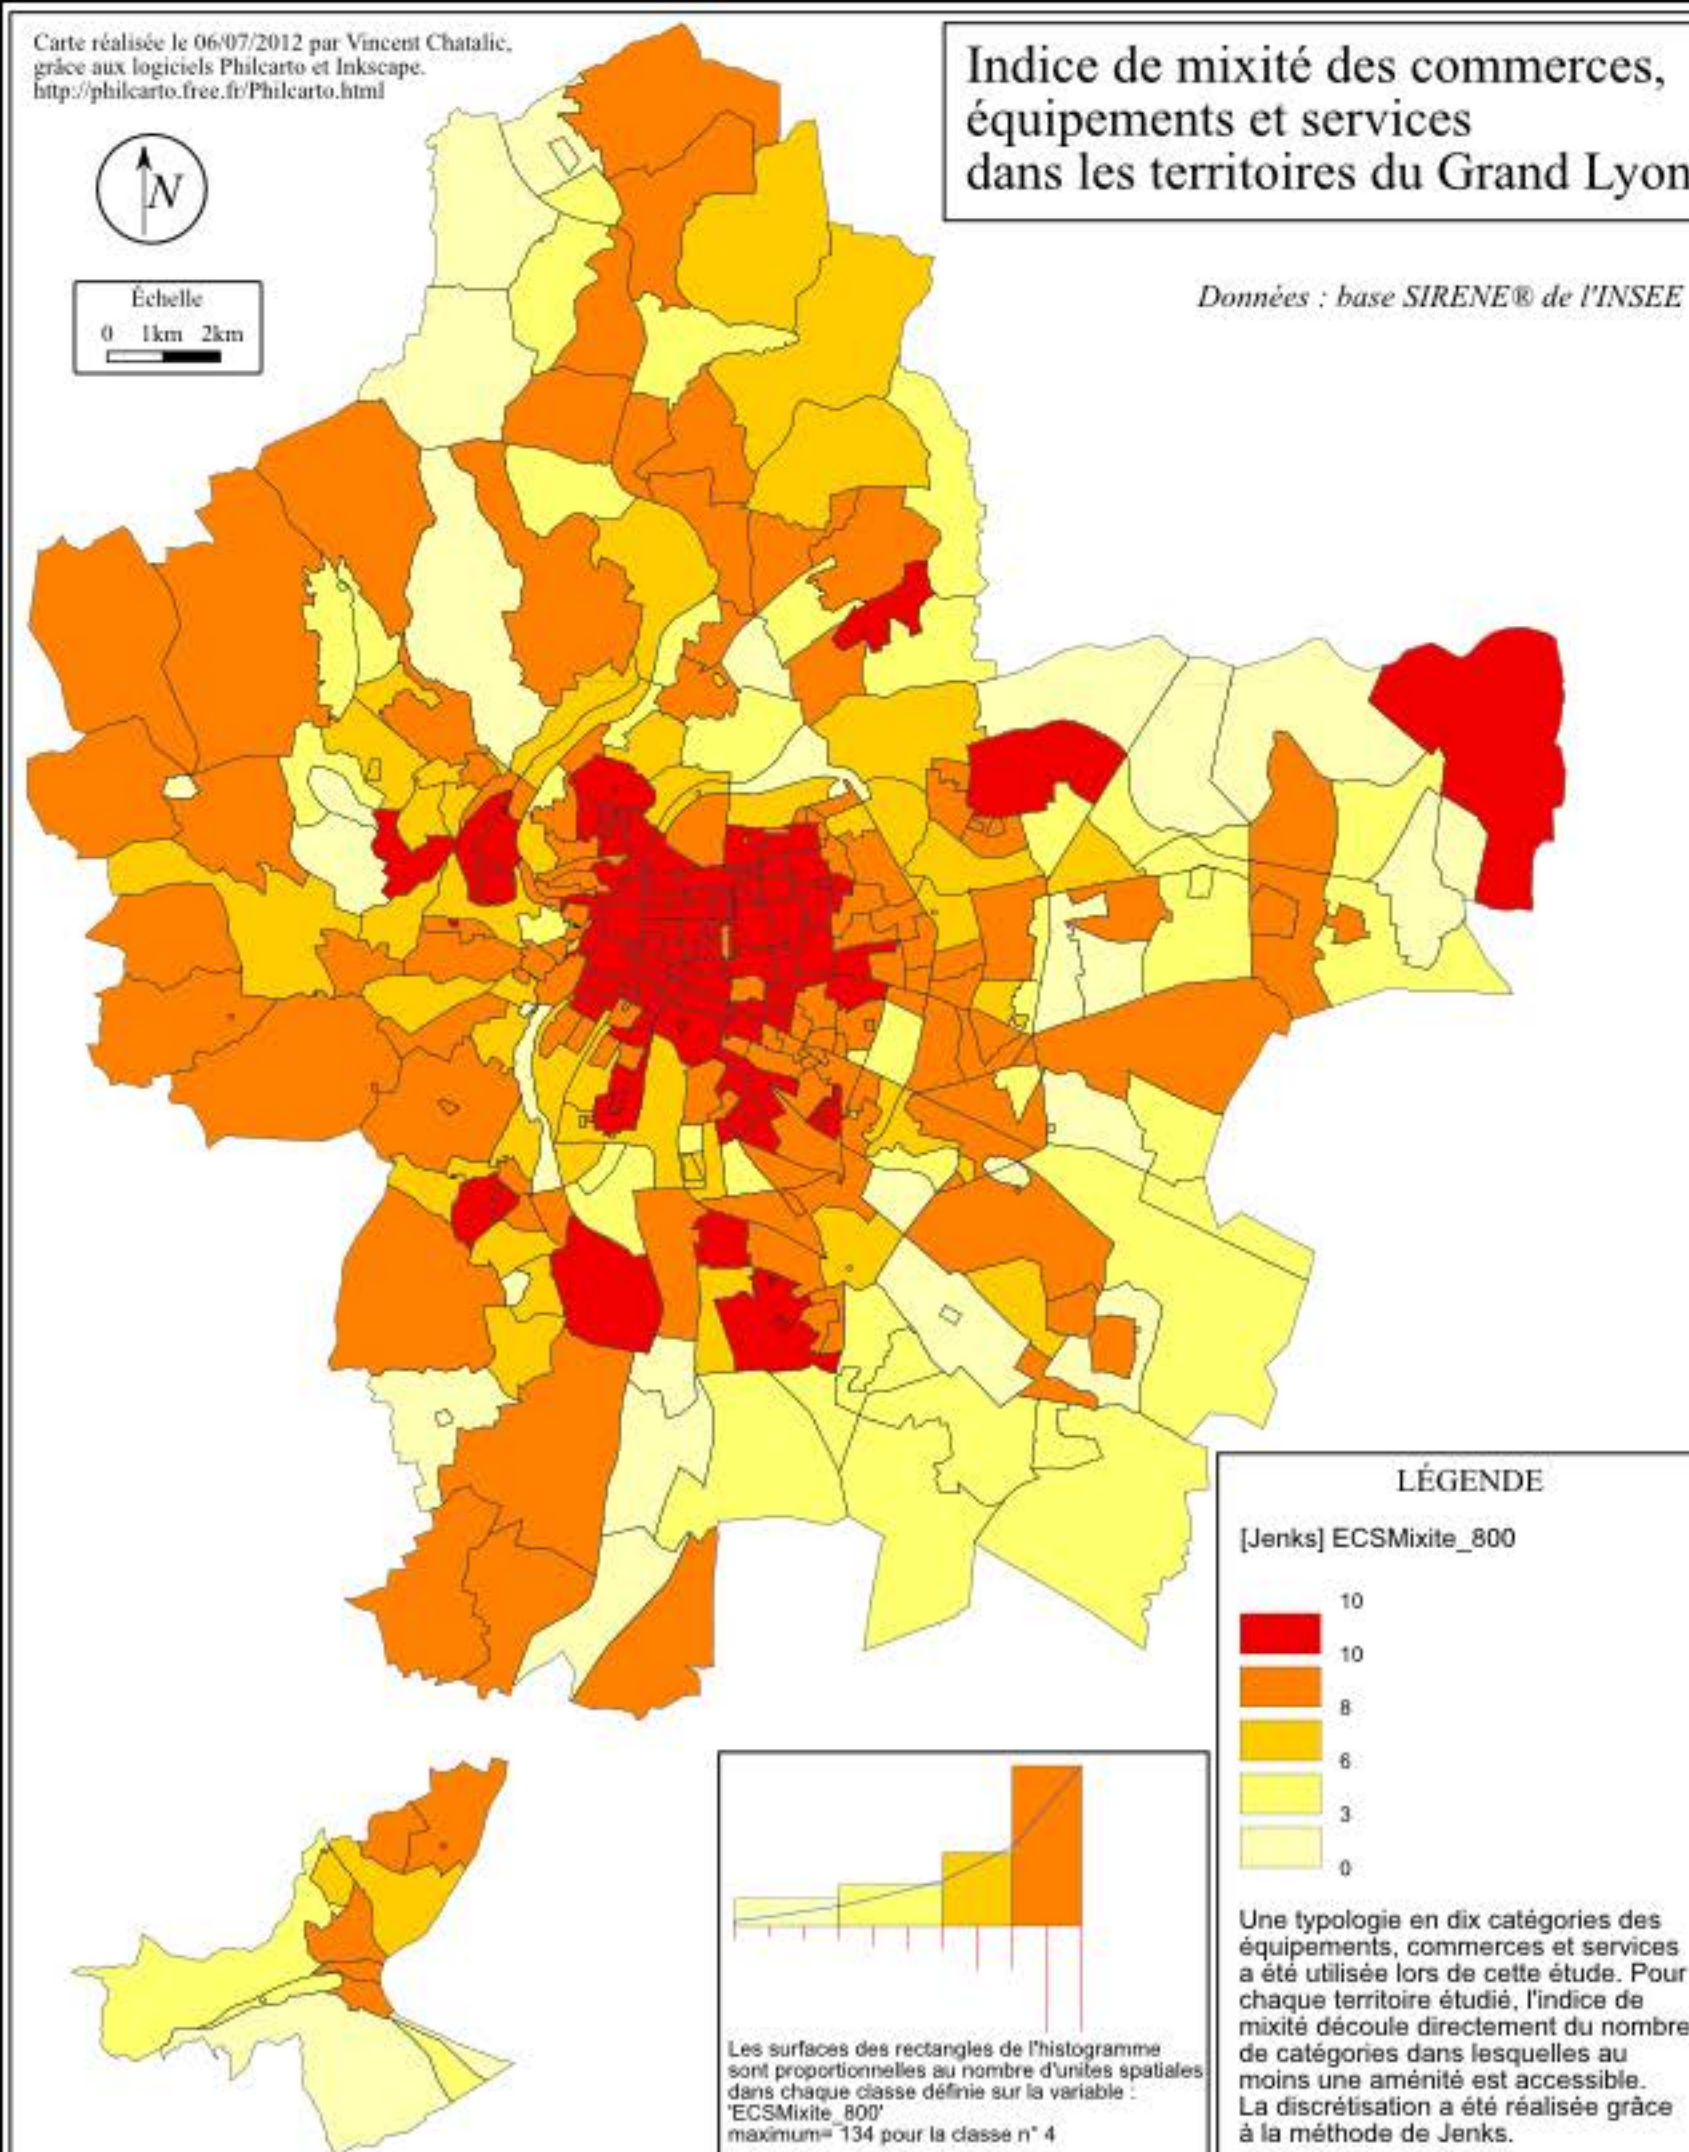 Carte réalisée le 06/07/2012 par Vincent Chatalic,
grâce aux logiciels Philcarto et Inkscape.
http://philcarto.free.fr/Philcarto.html
Indice de mixité des commerces,
équipements et services
dans les territoires du Grand Lyon
N
Échelle
0 1km 2km
Données : base SIRENE® de l'INSEE
LÉGENDE
[Jenks] ECSMixite_800
10
10
8
6
3
0
Une typologie en dix catégories des
équipements, commerces et services
a été utilisée lors de cette étude. Pour
chaque territoire étudié, l'indice de
mixité découle directement du nombre
de catégories dans lesquelles au
moins une aménité est accessible.
La discrétisation a été réalisée grâce
à la méthode de Jenks.
Les surfaces des rectangles de l'histogramme
sont proportionnelles au nombre d'unites spatiales
dans chaque classe définie sur la variable :
'ECSMixite_800'
maximum= 134 pour la classe n° 4